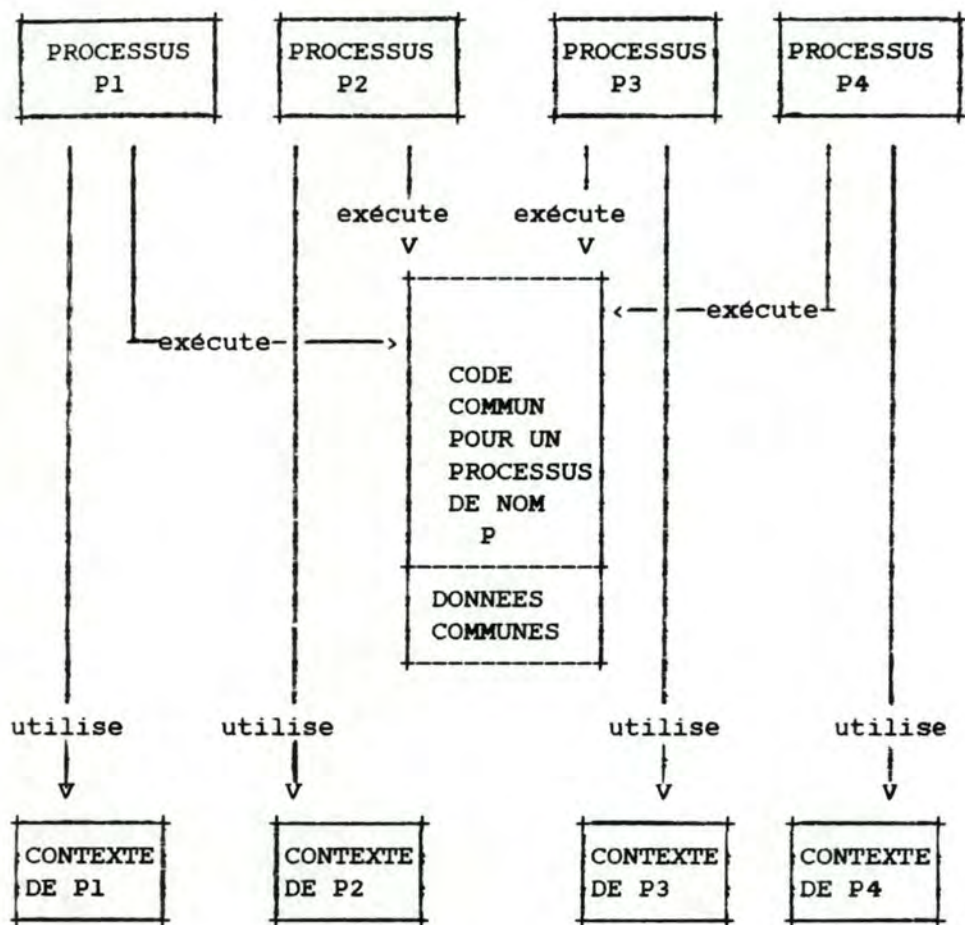 PROCESSUS P1
PROCESSUS P2
PROCESSUS P3
PROCESSUS P4
exécute
exécute
exécute
exécute
CODE
COMMUN
POUR UN
PROCESSUS
DE NOM
P
DONNEES
COMMUNES
utilise
utilise
utilise
utilise
CONTEXTE
DE P1
CONTEXTE
DE P2
CONTEXTE
DE P3
CONTEXTE
DE P4